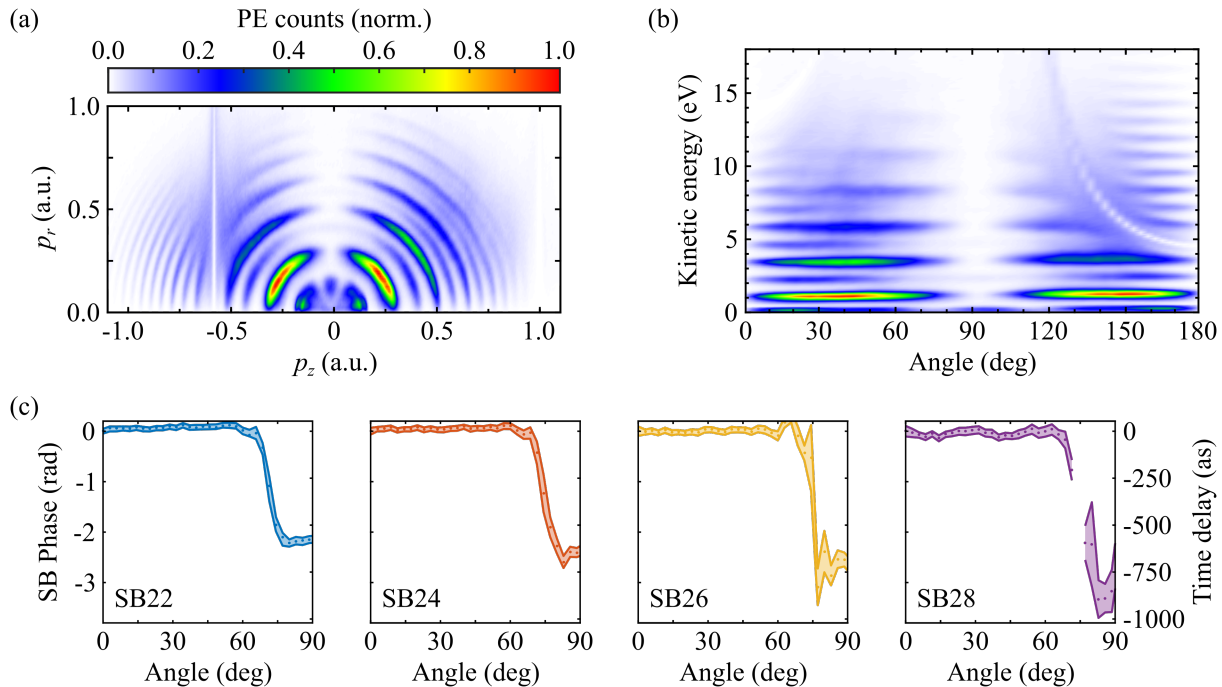 (a)
PE counts (norm.)
0.0 0.2 0.4 0.6 0.8 1.0
1.0
0.5
0.0
p_r (a.u.)
-1.0 -0.5 0 0.5 1.0
p_z (a.u.)
(b)
15
10
5
0
Kinetic energy (eV)
0 30 60 90 120 150 180
Angle (deg)
(c)
SB Phase (rad)
0
-1
-2
-3
SB22
0 30 60 90
Angle (deg)
SB24
0 30 60 90
Angle (deg)
SB26
0 30 60 90
Angle (deg)
SB28
0 30 60 90
Angle (deg)
0
-250
-500
-750
-1000
Time delay (as)